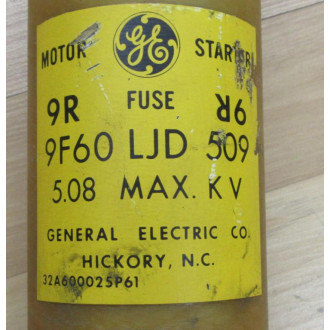 MOTOR GE STARTER
9R FUSE 9R
9F60 LJD 509
5.08 MAX. KV
GENERAL ELECTRIC CO.
HICKORY, N.C.
32A600025P61